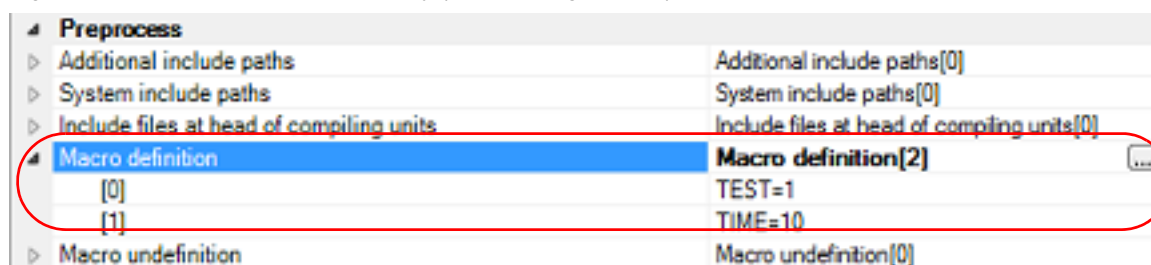 Preprocess
Additional include paths Additional include paths[0]
System include paths System include paths[0]
Include files at head of compiling units Include files at head of compiling units[0]
Macro definition Macro definition[2] ...
[0] TEST=1
[1] TIME=10
Macro undefinition Macro undefinition[0]